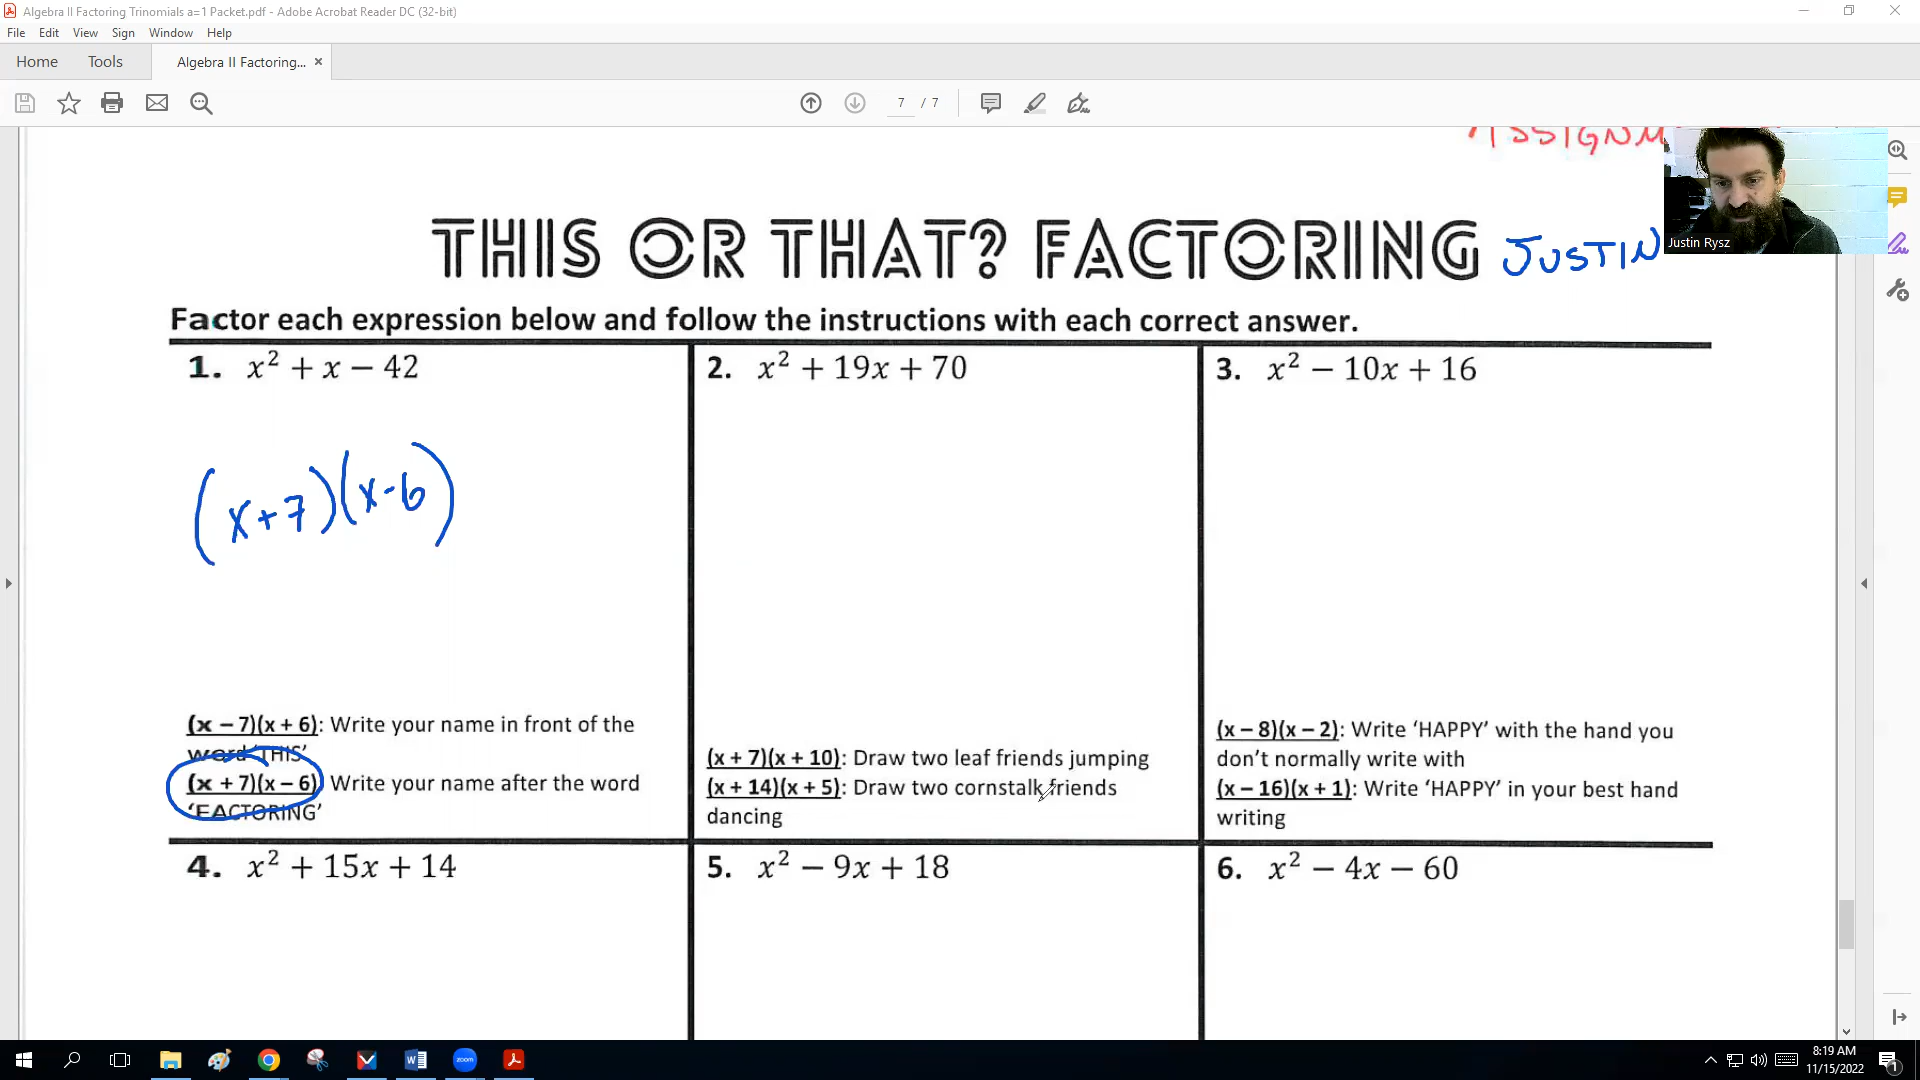 Algebra II Factoring Trinomials a=1 Packet.pdf - Adobe Acrobat Reader DC (32-bit)
File Edit View Sign Window Help
Home Tools Algebra II Factoring... ×
7 / 7
THIS OR THAT? FACTORING JUSTIN
Justin Rysz
Factor each expression below and follow the instructions with each correct answer.
1. x² + x − 42
(x+7)(x-6)
(x − 7)(x + 6): Write your name in front of the
word ‘THIS’
(x + 7)(x − 6): Write your name after the word
‘FACTORING’
2. x² + 19x + 70
(x + 7)(x + 10): Draw two leaf friends jumping
(x + 14)(x + 5): Draw two cornstalk friends
dancing
3. x² − 10x + 16
(x − 8)(x − 2): Write ‘HAPPY’ with the hand you
don’t normally write with
(x − 16)(x + 1): Write ‘HAPPY’ in your best hand
writing
4. x² + 15x + 14
5. x² − 9x + 18
6. x² − 4x − 60
zoom
8:19 AM
11/15/2022
1